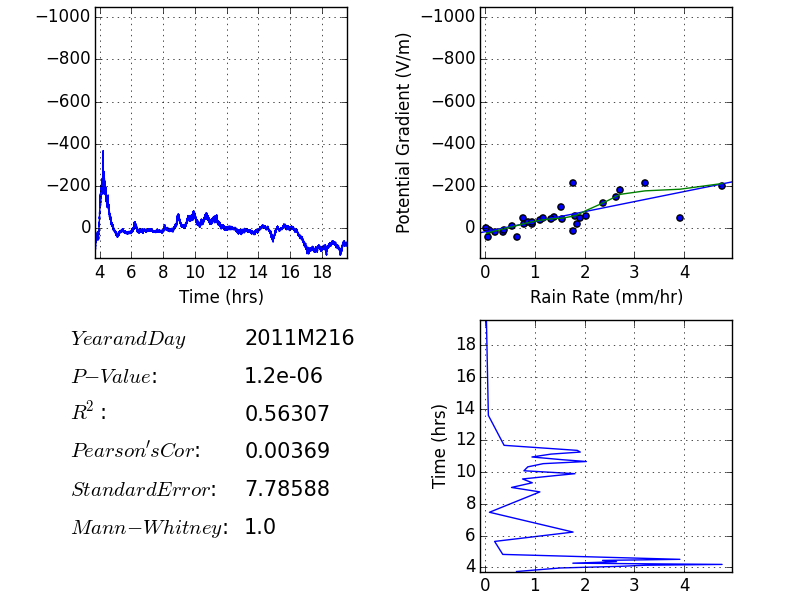 −1000
−800
−600
−400
−200
0
4 6 8 10 12 14 16 18
Time (hrs)
Potential Gradient (V/m)
−1000
−800
−600
−400
−200
0
0 1 2 3 4
Rain Rate (mm/hr)
YearandDay 2011M216
P−Value: 1.2e-06
R²: 0.56307
Pearson'sCor: 0.00369
StandardError: 7.78588
Mann−Whitney: 1.0
Time (hrs)
18
16
14
12
10
8
6
4
0 1 2 3 4